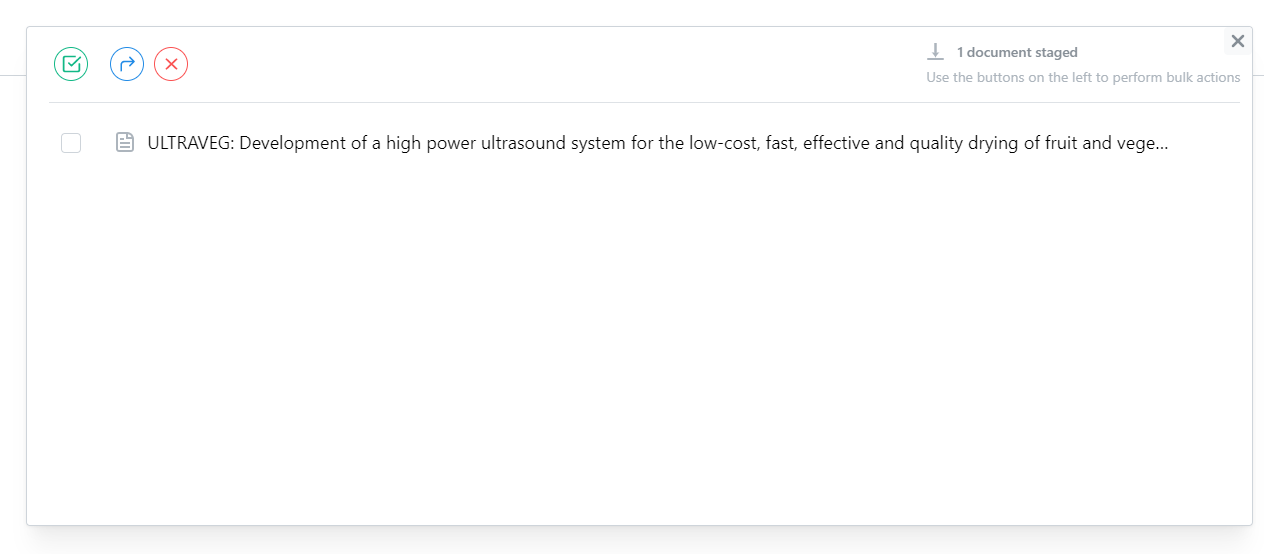 1 document staged
Use the buttons on the left to perform bulk actions
ULTRAVEG: Development of a high power ultrasound system for the low-cost, fast, effective and quality drying of fruit and vege...